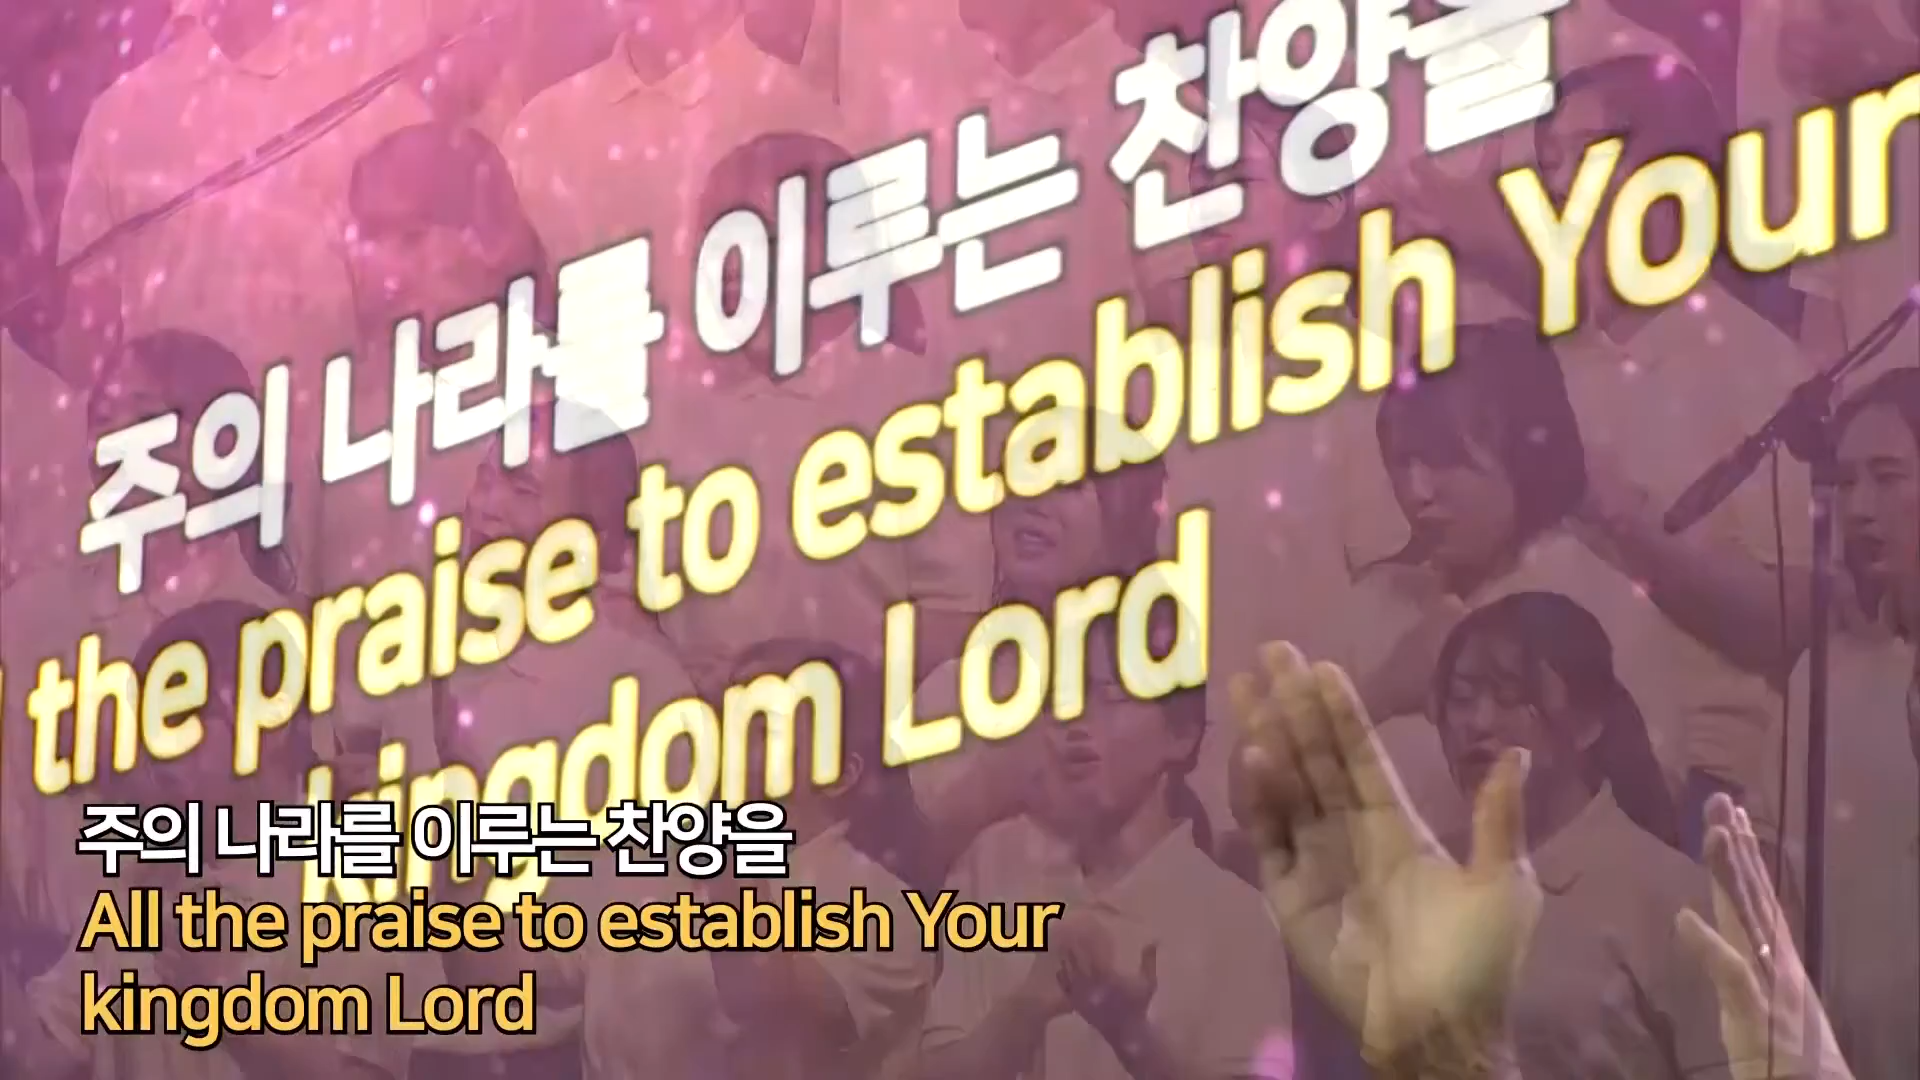 주의 나라를 이루는 찬양을
the praise to establish Your
kingdom Lord
주의 나라를 이루는 찬양을
All the praise to establish Your
kingdom Lord